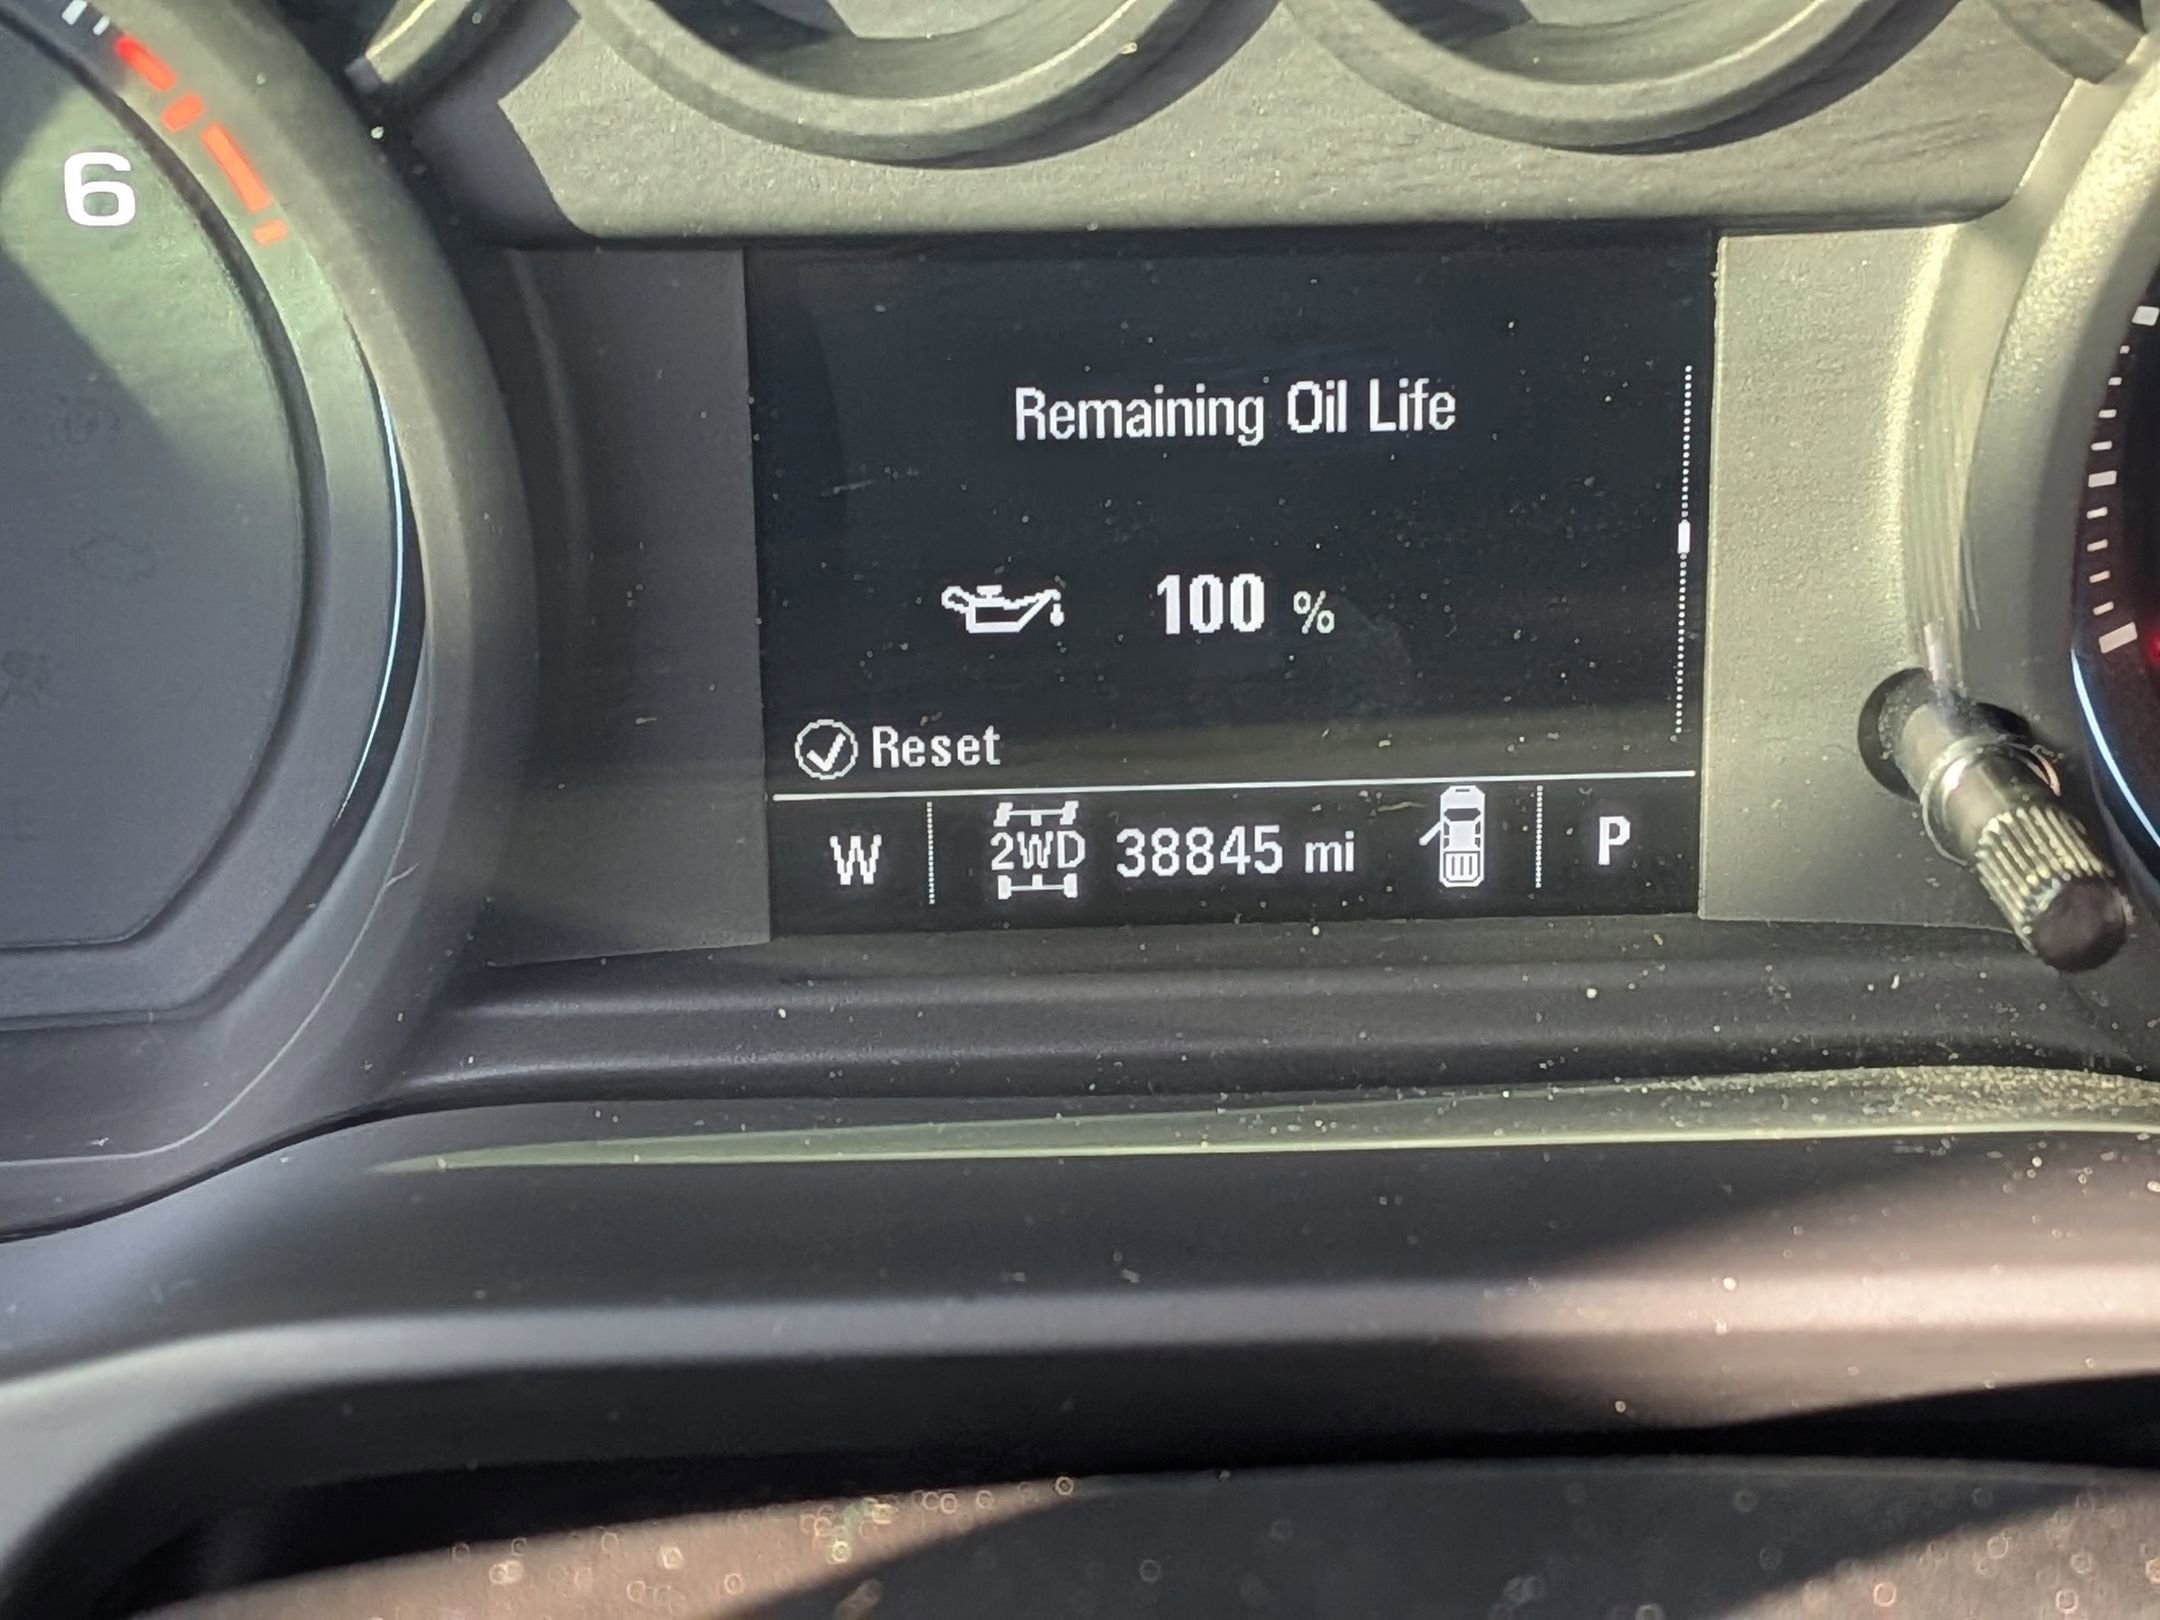 6
Remaining Oil Life
100 %
Reset
W 2WD 38845 mi P